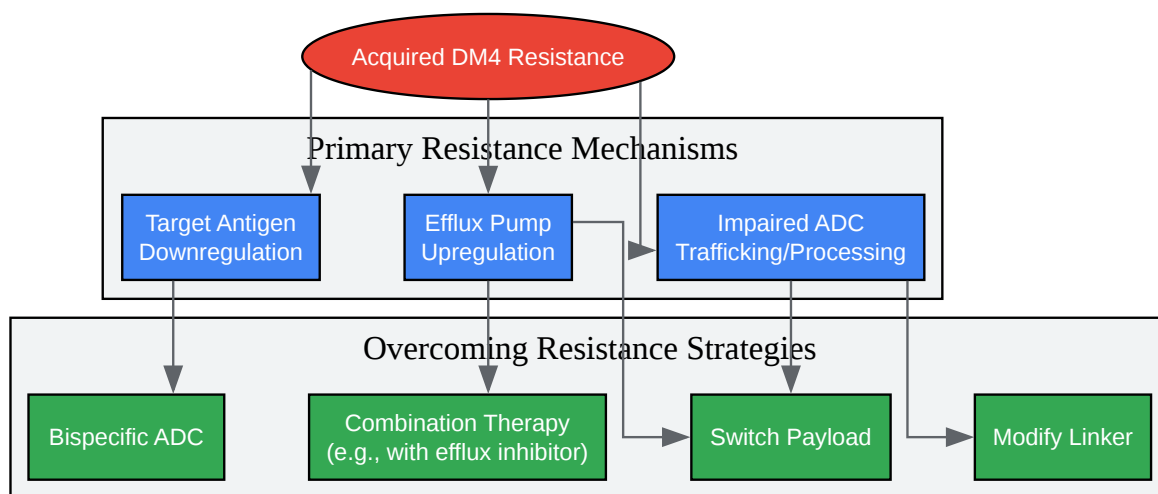 Acquired DM4 Resistance
Primary Resistance Mechanisms
Target Antigen
Downregulation
Efflux Pump
Upregulation
Impaired ADC
Trafficking/Processing
Overcoming Resistance Strategies
Bispecific ADC
Combination Therapy
(e.g., with efflux inhibitor)
Switch Payload
Modify Linker